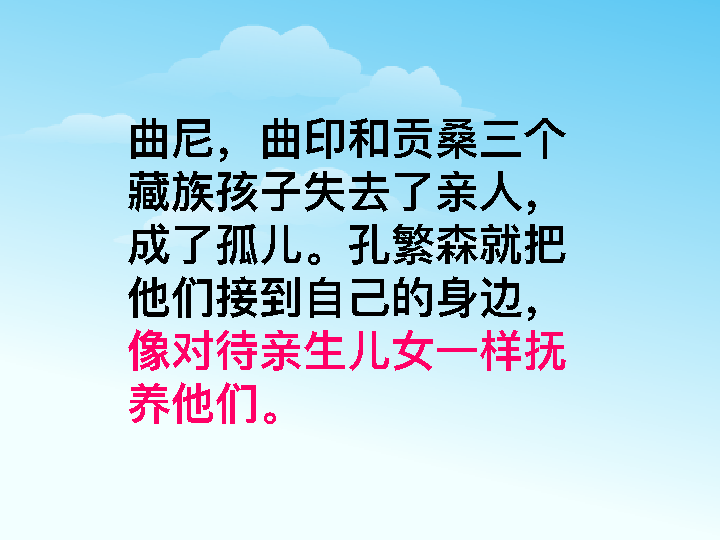 曲尼，曲印和贡桑三个
藏族孩子失去了亲人，
成了孤儿。孔繁森就把
他们接到自己的身边，
像对待亲生儿女一样抚
养他们。